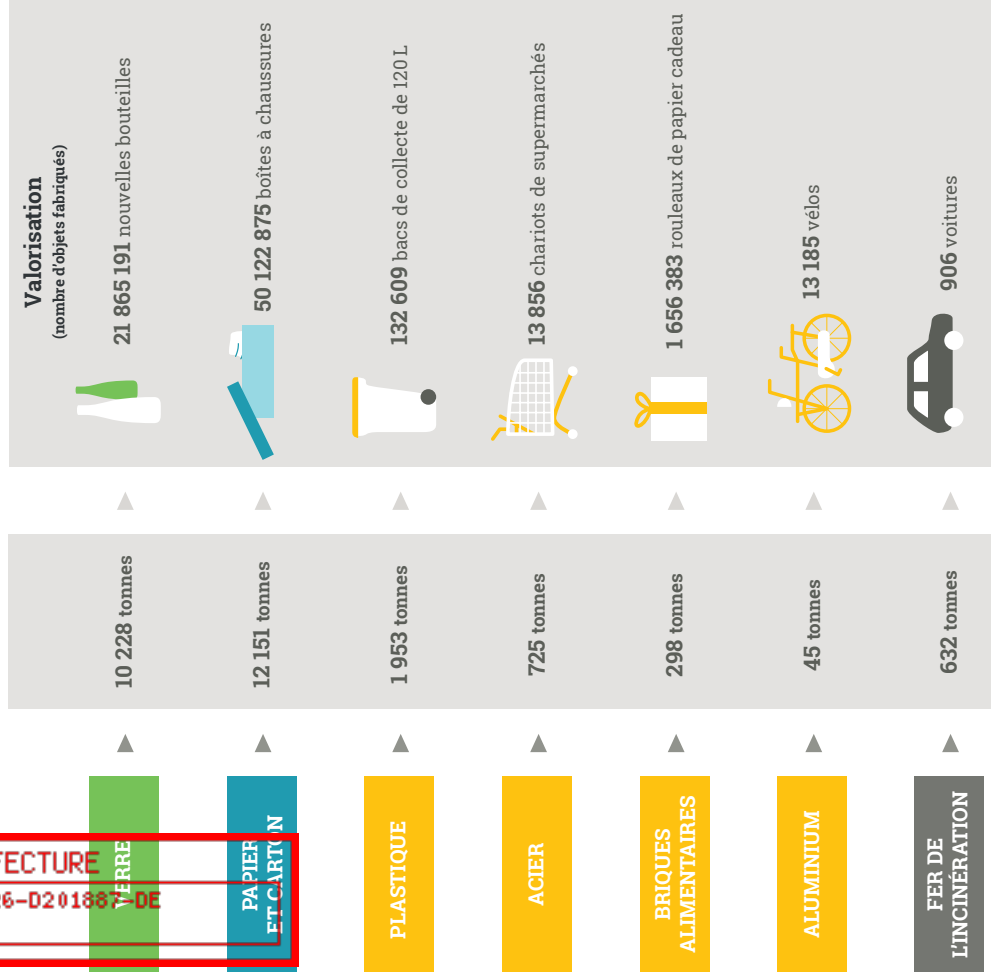 Valorisation
(nombre d'objets fabriqués)
VERRE
10 228 tonnes
21 865 191 nouvelles bouteilles
PAPIER
ET CARTON
12 151 tonnes
50 122 875 boîtes à chaussures
PLASTIQUE
1 953 tonnes
132 609 bacs de collecte de 120 L
ACIER
725 tonnes
13 856 chariots de supermarchés
BRIQUES
ALIMENTAIRES
298 tonnes
1 656 383 rouleaux de papier cadeau
ALUMINIUM
45 tonnes
13 185 vélos
FER DE
L'INCINÉRATION
632 tonnes
906 voitures
FECTURE
26-D201887-DE